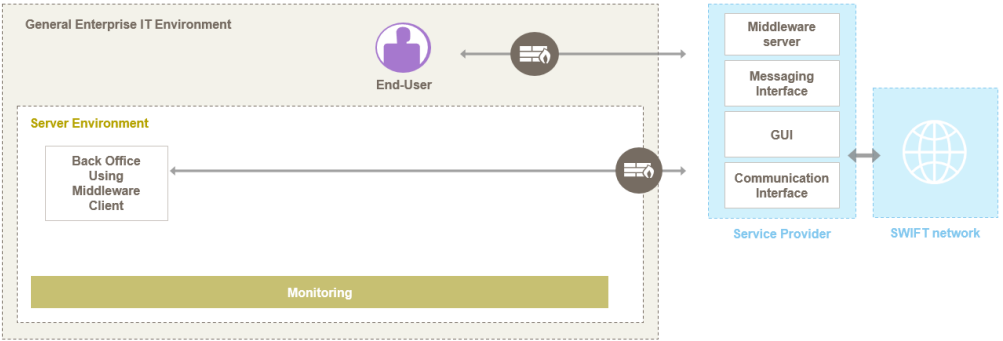 General Enterprise IT Environment
End-User
Server Environment
Back Office
Using
Middleware
Client
Monitoring
Middleware
server
Messaging
Interface
GUI
Communication
Interface
Service Provider
SWIFT network